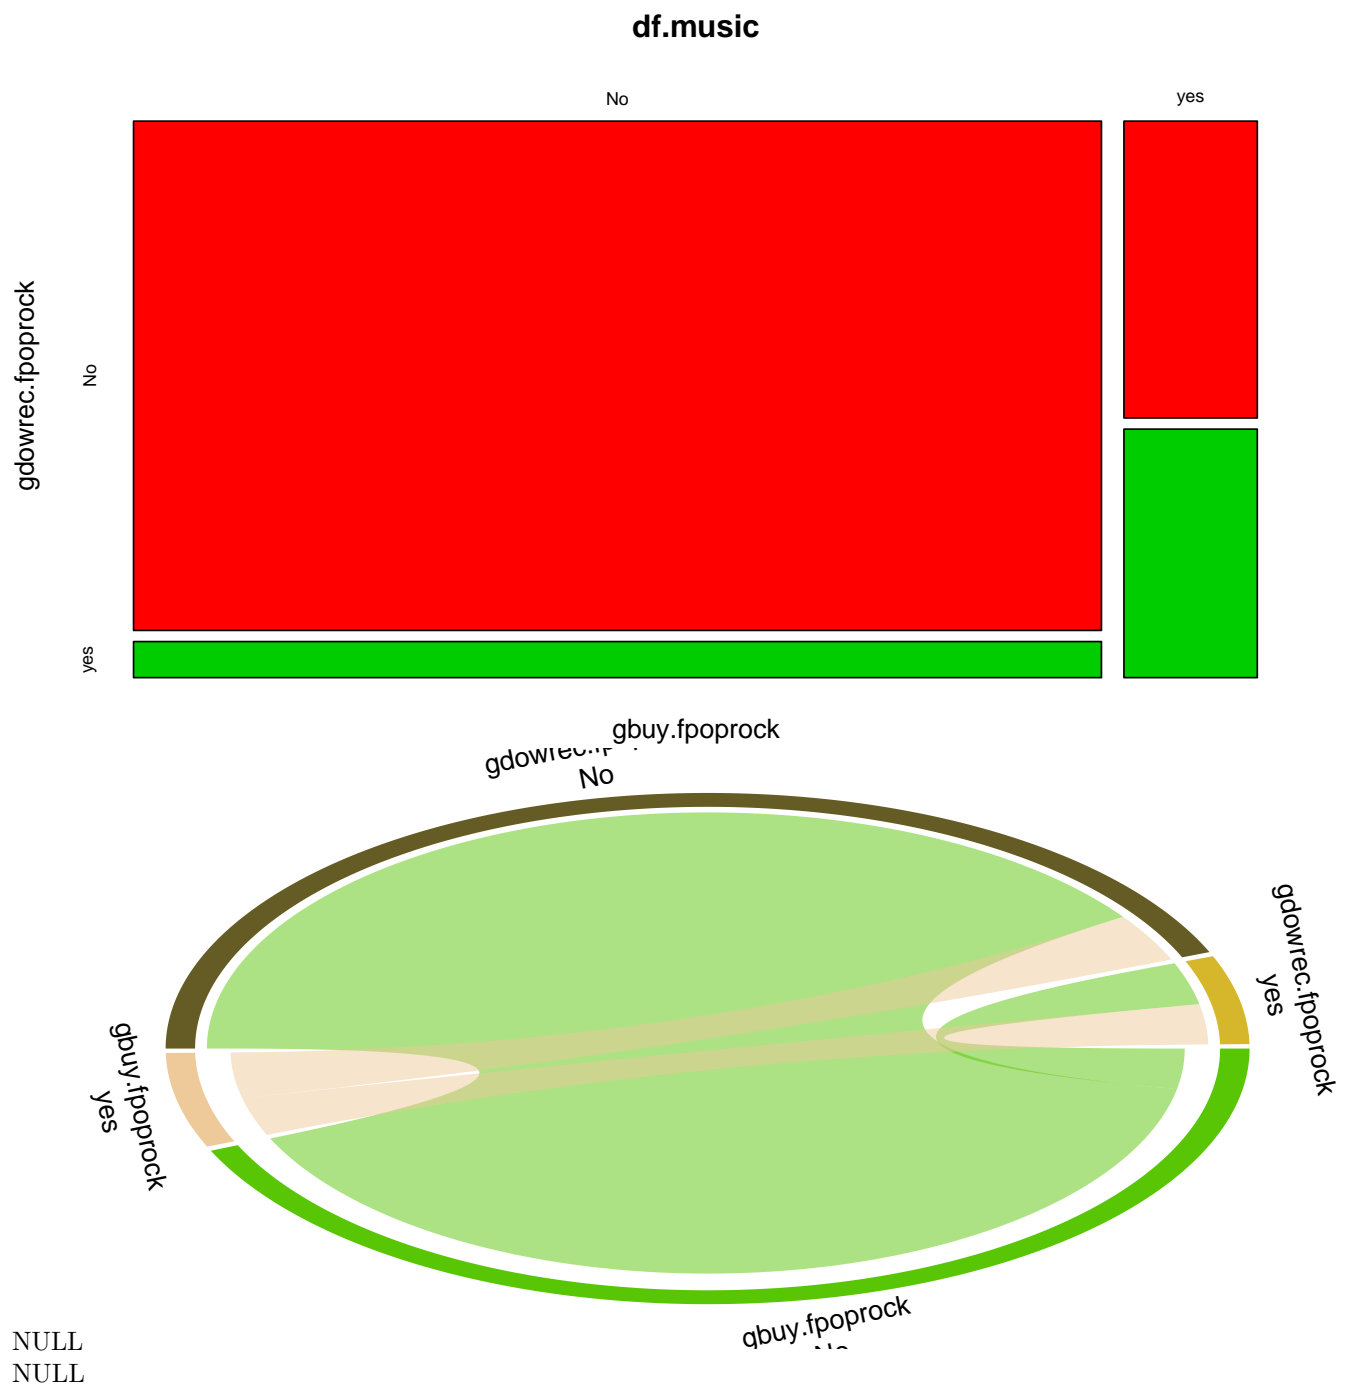 df.music
No
yes
gdowrec.fpoprock
No
yes
gbuy.fpoprock
No
gdowrec.fpoprock
yes
gbuy.fpoprock
yes
gbuy.fpoprock
NULL
NULL